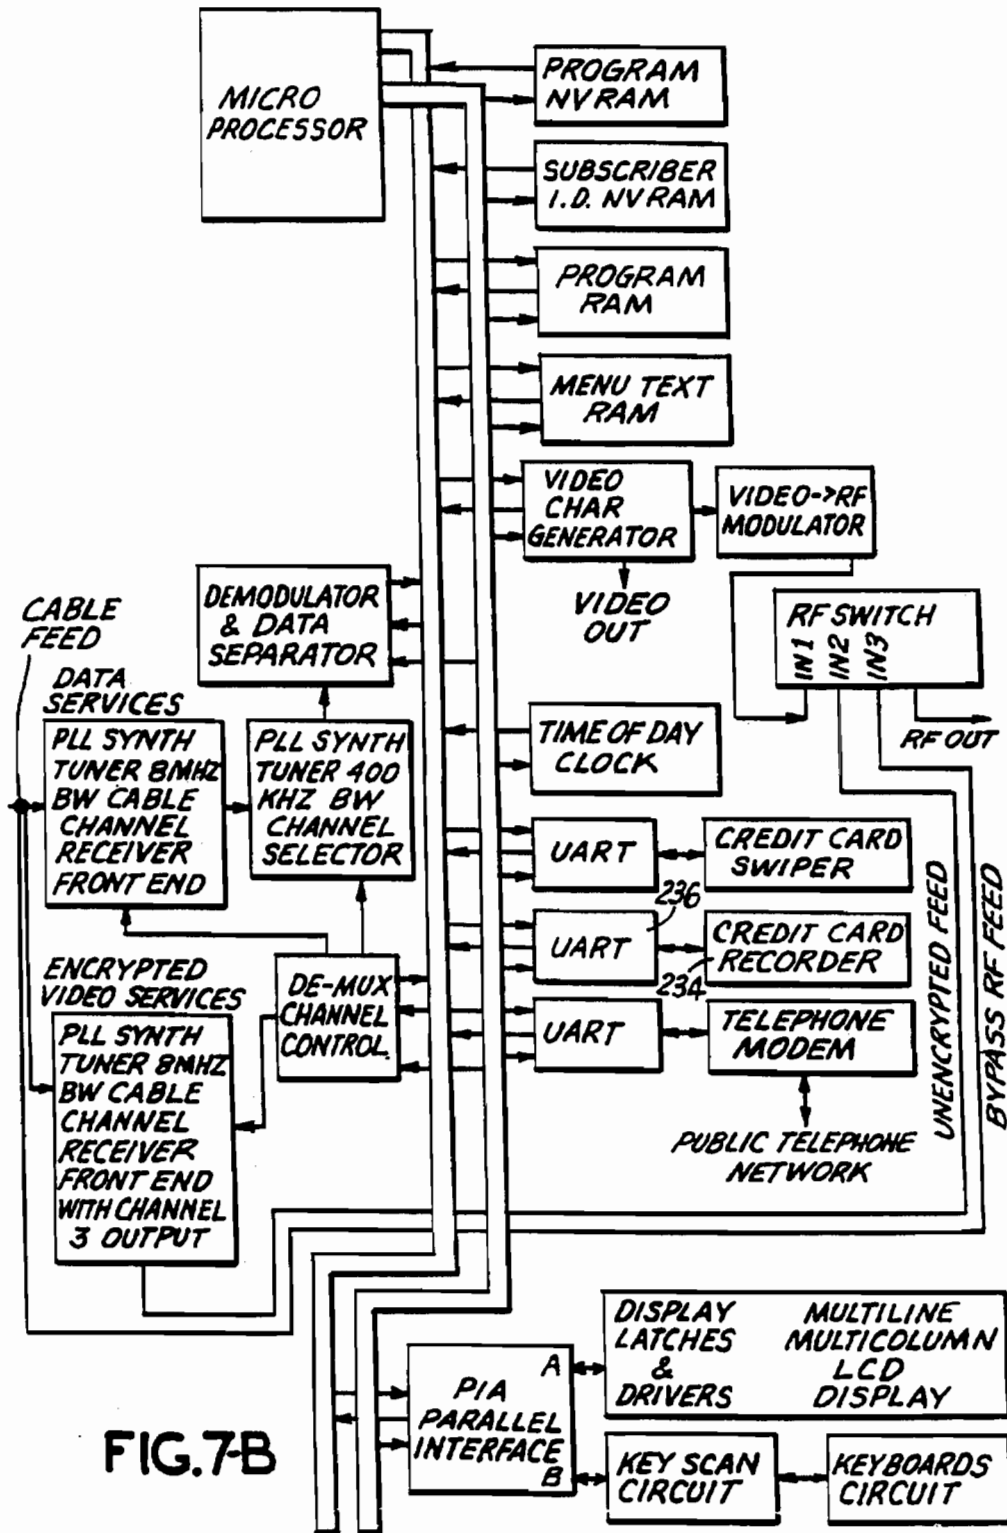 MICRO
PROCESSOR
PROGRAM
NVRAM
SUBSCRIBER
I.D. NVRAM
PROGRAM
RAM
MENU TEXT
RAM
VIDEO
CHAR
GENERATOR
VIDEO->RF
MODULATOR
VIDEO
OUT
RF SWITCH
IN1
IN2
IN3
RF OUT
CABLE
FEED
DEMODULATOR
& DATA
SEPARATOR
DATA
SERVICES
PLL SYNTH
TUNER 8MHZ
BW CABLE
CHANNEL
RECEIVER
FRONT END
PLL SYNTH
TUNER 400
KHZ BW
CHANNEL
SELECTOR
TIME OF DAY
CLOCK
UART
CREDIT CARD
SWIPER
236
UART
234
CREDIT CARD
RECORDER
UART
TELEPHONE
MODEM
PUBLIC TELEPHONE
NETWORK
UNENCRYPTED FEED
BYPASS RF FEED
ENCRYPTED
VIDEO SERVICES
DE-MUX
CHANNEL
CONTROL
PLL SYNTH
TUNER 8MHZ
BW CABLE
CHANNEL
RECEIVER
FRONT END
WITH CHANNEL
3 OUTPUT
DISPLAY MULTILINE
LATCHES MULTICOLUMN
& LCD
DRIVERS DISPLAY
A
PIA
PARALLEL
INTERFACE
B
KEY SCAN
CIRCUIT
KEYBOARDS
CIRCUIT
FIG.7-B